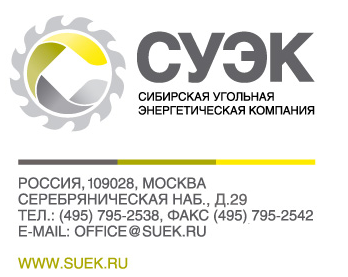 СУЭК
СИБИРСКАЯ УГОЛЬНАЯ
ЭНЕРГЕТИЧЕСКАЯ КОМПАНИЯ
РОССИЯ, 109028, МОСКВА
СЕРЕБРЯНИЧЕСКАЯ НАБ., Д.29
ТЕЛ.: (495) 795-2538, ФАКС (495) 795-2542
E-MAIL: OFFICE@SUEK.RU
WWW.SUEK.RU